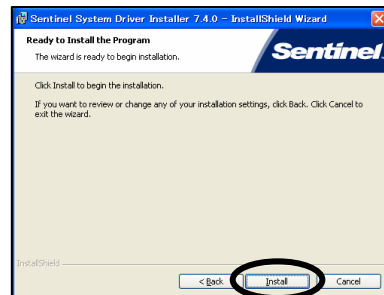 Sentinel System Driver Installer 7.4.0 - InstallShield Wizard
Ready to Install the Program
The wizard is ready to begin installation.
Sentinel
Click Install to begin the installation.
If you want to review or change any of your installation settings, click Back. Click Cancel to
exit the wizard.
InstallShield
< Back
Install
Cancel